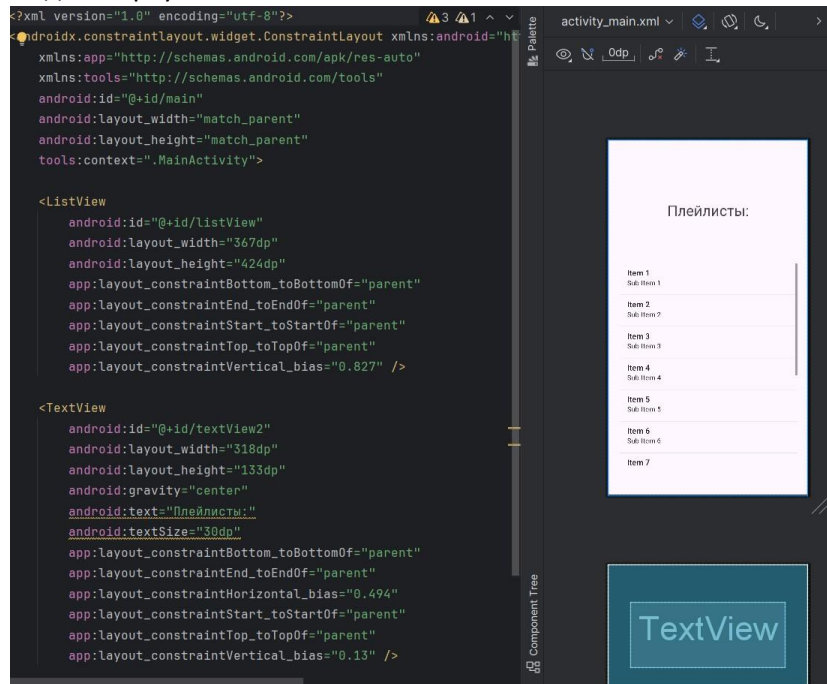 <?xml version="1.0" encoding="utf-8"?>
3 1
<androidx.constraintlayout.widget.ConstraintLayout xmlns:android="ht
xmlns:app="http://schemas.android.com/apk/res-auto"
xmlns:tools="http://schemas.android.com/tools"
android:id="@+id/main"
android:layout_width="match_parent"
android:layout_height="match_parent"
tools:context=".MainActivity">
<ListView
android:id="@+id/listView"
android:layout_width="367dp"
android:layout_height="424dp"
app:layout_constraintBottom_toBottomOf="parent"
app:layout_constraintEnd_toEndOf="parent"
app:layout_constraintStart_toStartOf="parent"
app:layout_constraintTop_toTopOf="parent"
app:layout_constraintVertical_bias="0.827" />
<TextView
android:id="@+id/textView2"
android:layout_width="318dp"
android:layout_height="133dp"
android:gravity="center"
android:text="Плейлисты:"
android:textSize="30dp"
app:layout_constraintBottom_toBottomOf="parent"
app:layout_constraintEnd_toEndOf="parent"
app:layout_constraintHorizontal_bias="0.494"
app:layout_constraintStart_toStartOf="parent"
app:layout_constraintTop_toTopOf="parent"
app:layout_constraintVertical_bias="0.13" />
Palette
Component Tree
activity_main.xml
0dp
Плейлисты:
Item 1
Sub Item 1
Item 2
Sub Item 2
Item 3
Sub Item 3
Item 4
Sub Item 4
Item 5
Sub Item 5
Item 6
Sub Item 6
Item 7
TextView